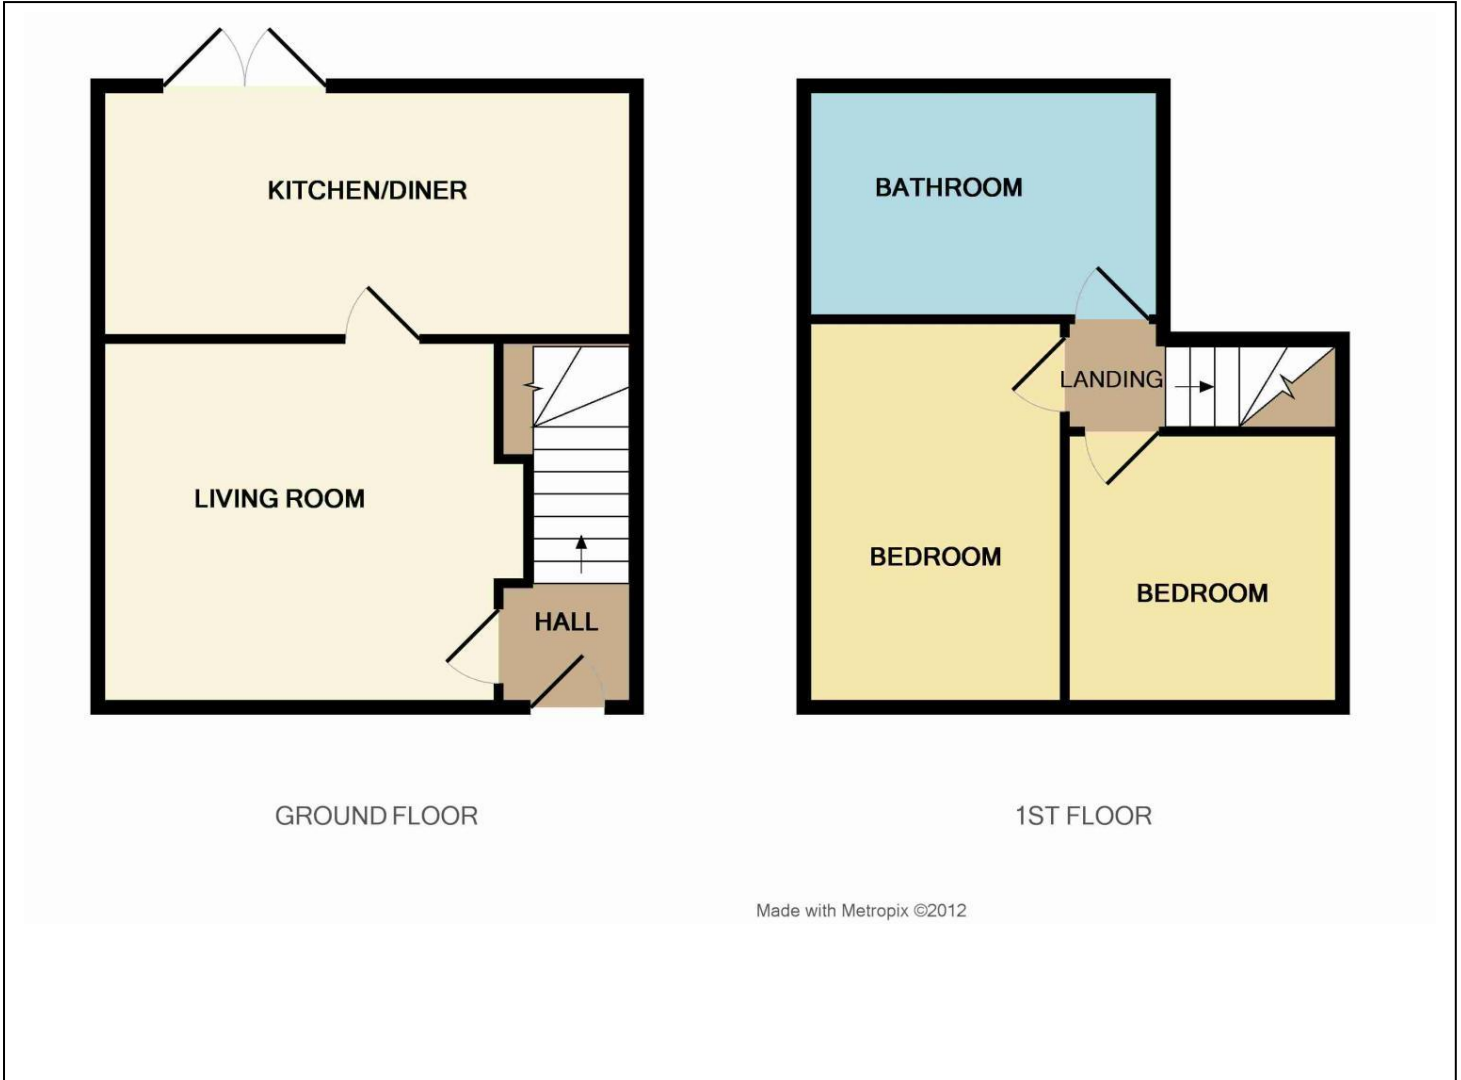 KITCHEN/DINER
LIVING ROOM
HALL
GROUND FLOOR
BATHROOM
LANDING
BEDROOM
BEDROOM
1ST FLOOR
Made with Metropix ©2012